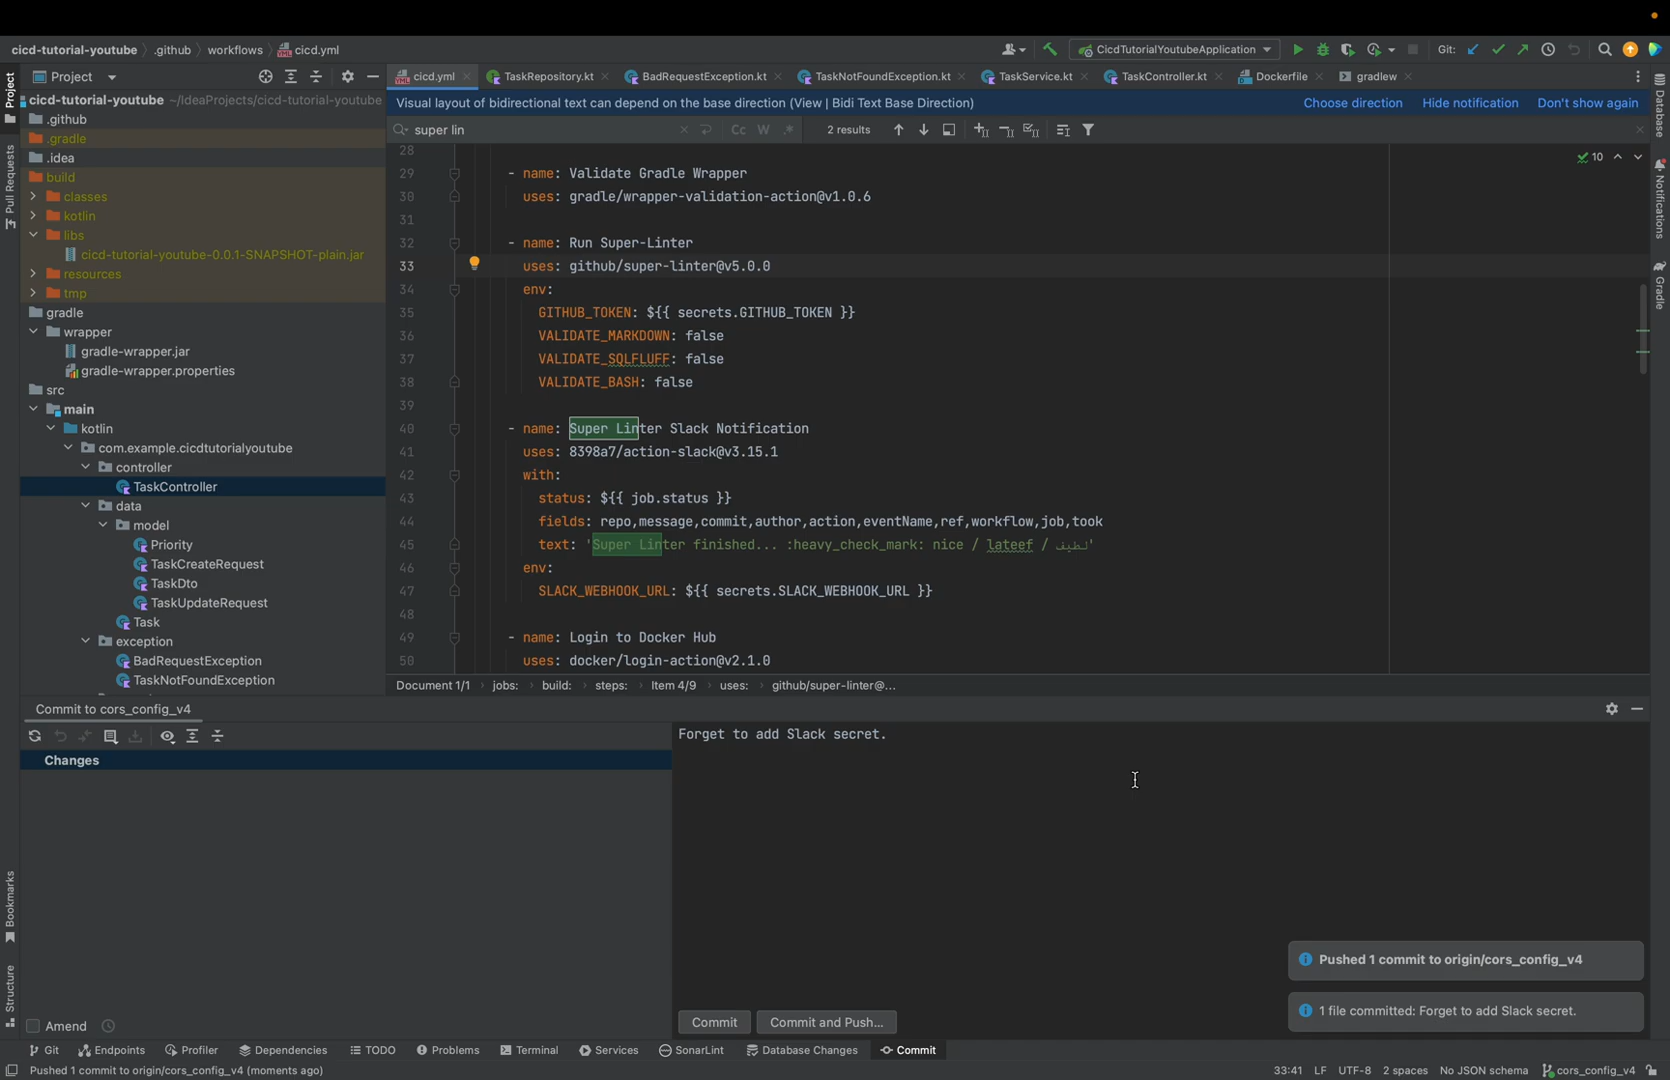 cicd-tutorial-youtube .github workflows cicd.yml
CicdTutorialYoutubeApplication Git:
Project
cicd.yml TaskRepository.kt BadRequestException.kt TaskNotFoundException.kt TaskService.kt TaskController.kt Dockerfile gradlew
Visual layout of bidirectional text can depend on the base direction (View | Bidi Text Base Direction) Choose direction Hide notification Don't show again
super lin Cc W .* 2 results
10
Project
Pull Requests
Bookmarks
Structure
Database
Notifications
Gradle
cicd-tutorial-youtube ~/IdeaProjects/cicd-tutorial-youtube
.github
.gradle
.idea
build
classes
kotlin
libs
cicd-tutorial-youtube-0.0.1-SNAPSHOT-plain.jar
resources
tmp
gradle
wrapper
gradle-wrapper.jar
gradle-wrapper.properties
src
main
kotlin
com.example.cicdtutorialyoutube
controller
TaskController
data
model
Priority
TaskCreateRequest
TaskDto
TaskUpdateRequest
Task
exception
BadRequestException
TaskNotFoundException
28
29 - name: Validate Gradle Wrapper
30 uses: gradle/wrapper-validation-action@v1.0.6
31
32 - name: Run Super-Linter
33 uses: github/super-linter@v5.0.0
34 env:
35 GITHUB_TOKEN: ${{ secrets.GITHUB_TOKEN }}
36 VALIDATE_MARKDOWN: false
37 VALIDATE_SQLFLUFF: false
38 VALIDATE_BASH: false
39
40 - name: Super Linter Slack Notification
41 uses: 8398a7/action-slack@v3.15.1
42 with:
43 status: ${{ job.status }}
44 fields: repo,message,commit,author,action,eventName,ref,workflow,job,took
45 text: 'Super Linter finished... :heavy_check_mark: nice / lateef / لطيف'
46 env:
47 SLACK_WEBHOOK_URL: ${{ secrets.SLACK_WEBHOOK_URL }}
48
49 - name: Login to Docker Hub
50 uses: docker/login-action@v2.1.0
Document 1/1 jobs: build: steps: Item 4/9 uses: github/super-linter@...
Commit to cors_config_v4
Changes
Forget to add Slack secret.
Pushed 1 commit to origin/cors_config_v4
1 file committed: Forget to add Slack secret.
Amend
Commit Commit and Push...
Git Endpoints Profiler Dependencies TODO Problems Terminal Services SonarLint Database Changes Commit
Pushed 1 commit to origin/cors_config_v4 (moments ago) 33:41 LF UTF-8 2 spaces No JSON schema cors_config_v4